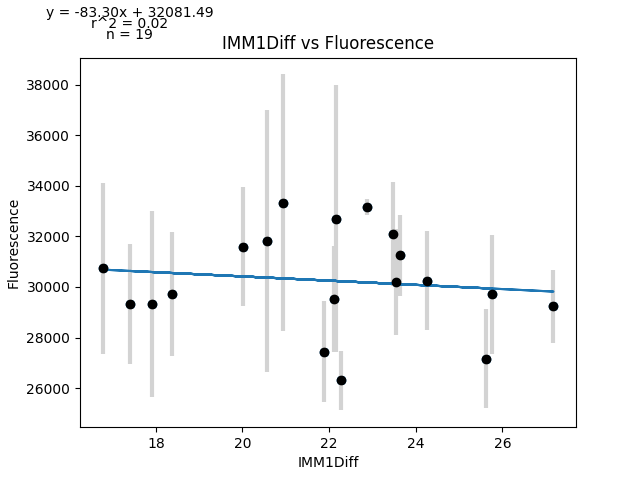 y = -83.30x + 32081.49
r^2 = 0.02
n = 19
IMM1Diff vs Fluorescence
38000
36000
34000
32000
30000
28000
26000
Fluorescence
18 20 22 24 26
IMM1Diff